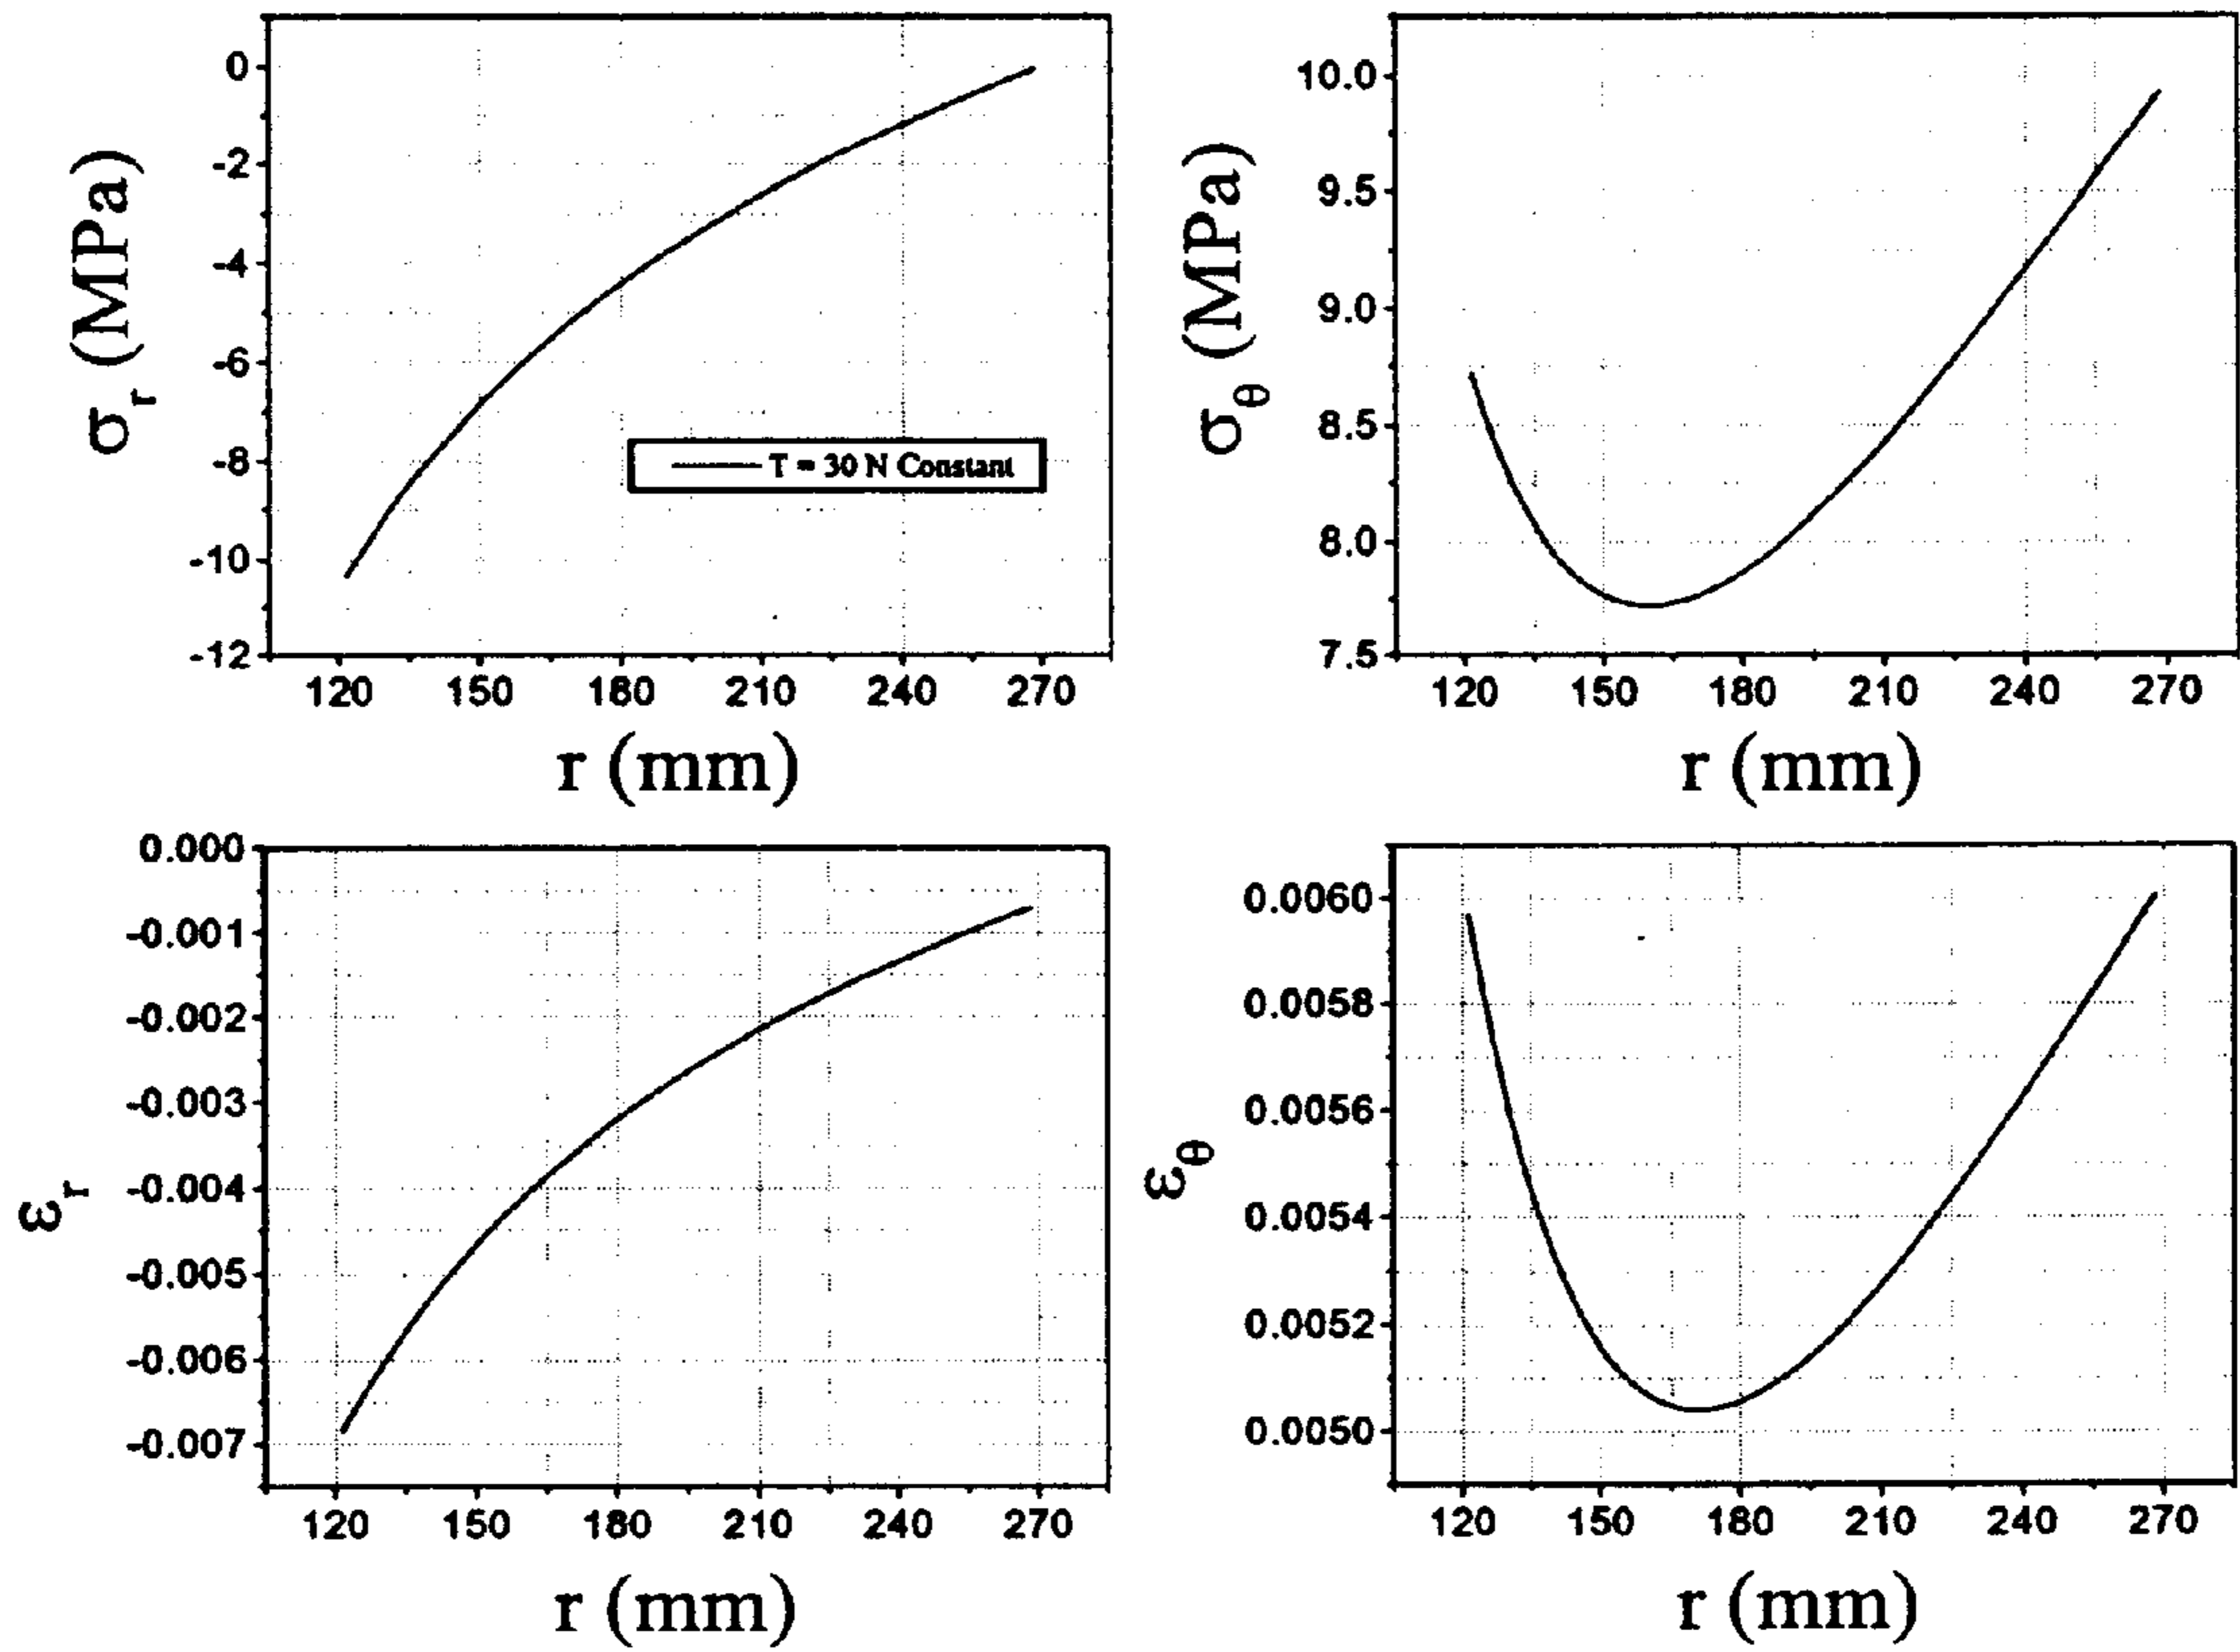 σr (MPa)
0
-2
-4
-6
-8
-10
-12
T = 30 N Constant
120 150 180 210 240 270
r (mm)
σθ (MPa)
10.0
9.5
9.0
8.5
8.0
7.5
120 150 180 210 240 270
r (mm)
εr
0.000
-0.001
-0.002
-0.003
-0.004
-0.005
-0.006
-0.007
120 150 180 210 240 270
r (mm)
εθ
0.0060
0.0058
0.0056
0.0054
0.0052
0.0050
120 150 180 210 240 270
r (mm)